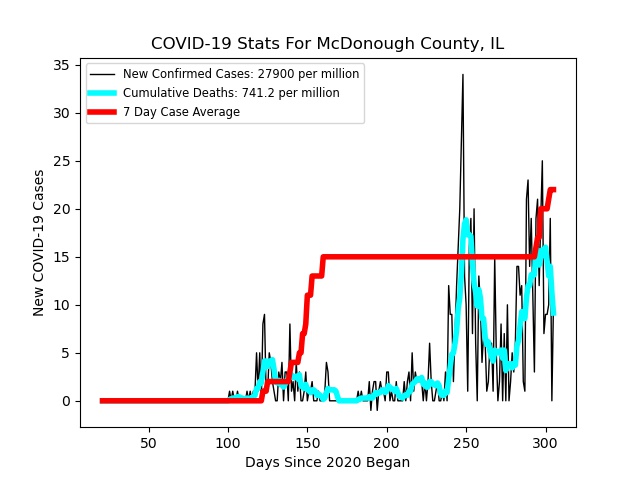 COVID-19 Stats For McDonough County, IL
New Confirmed Cases: 27900 per million
Cumulative Deaths: 741.2 per million
7 Day Case Average
New COVID-19 Cases
35
30
25
20
15
10
5
0
50 100 150 200 250 300
Days Since 2020 Began